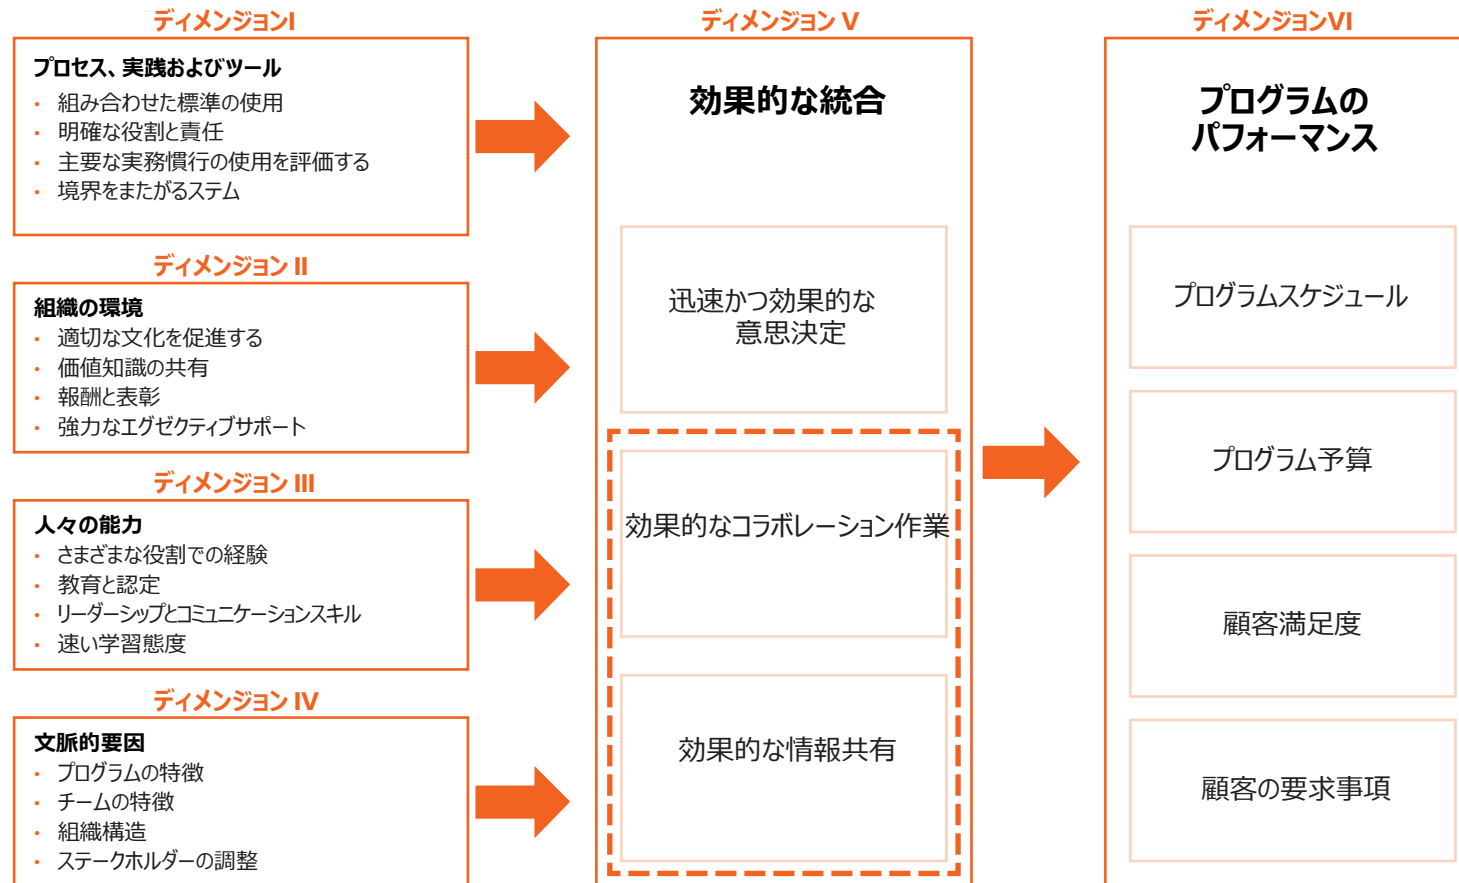 ディメンションI
プロセス、実践およびツール
・ 組み合わせた標準の使用
・ 明確な役割と責任
・ 主要な実務慣行の使用を評価する
・ 境界をまたがるステム
ディメンション II
組織の環境
・ 適切な文化を促進する
・ 価値知識の共有
・ 報酬と表彰
・ 強力なエグゼクティブサポート
ディメンション III
人々の能力
・ さまざまな役割での経験
・ 教育と認定
・ リーダーシップとコミュニケーションスキル
・ 速い学習態度
ディメンション IV
文脈的要因
・ プログラムの特徴
・ チームの特徴
・ 組織構造
・ ステークホルダーの調整
ディメンション V
効果的な統合
迅速かつ効果的な
意思決定
効果的なコラボレーション作業
効果的な情報共有
ディメンションVI
プログラムの
パフォーマンス
プログラムスケジュール
プログラム予算
顧客満足度
顧客の要求事項